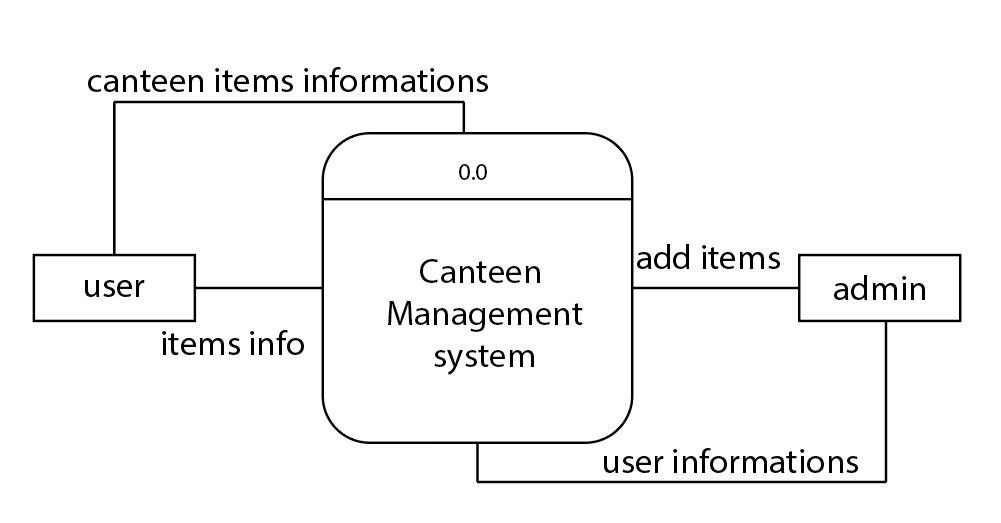 canteen items informations
0.0
Canteen
Management
system
user
items info
add items
admin
user informations